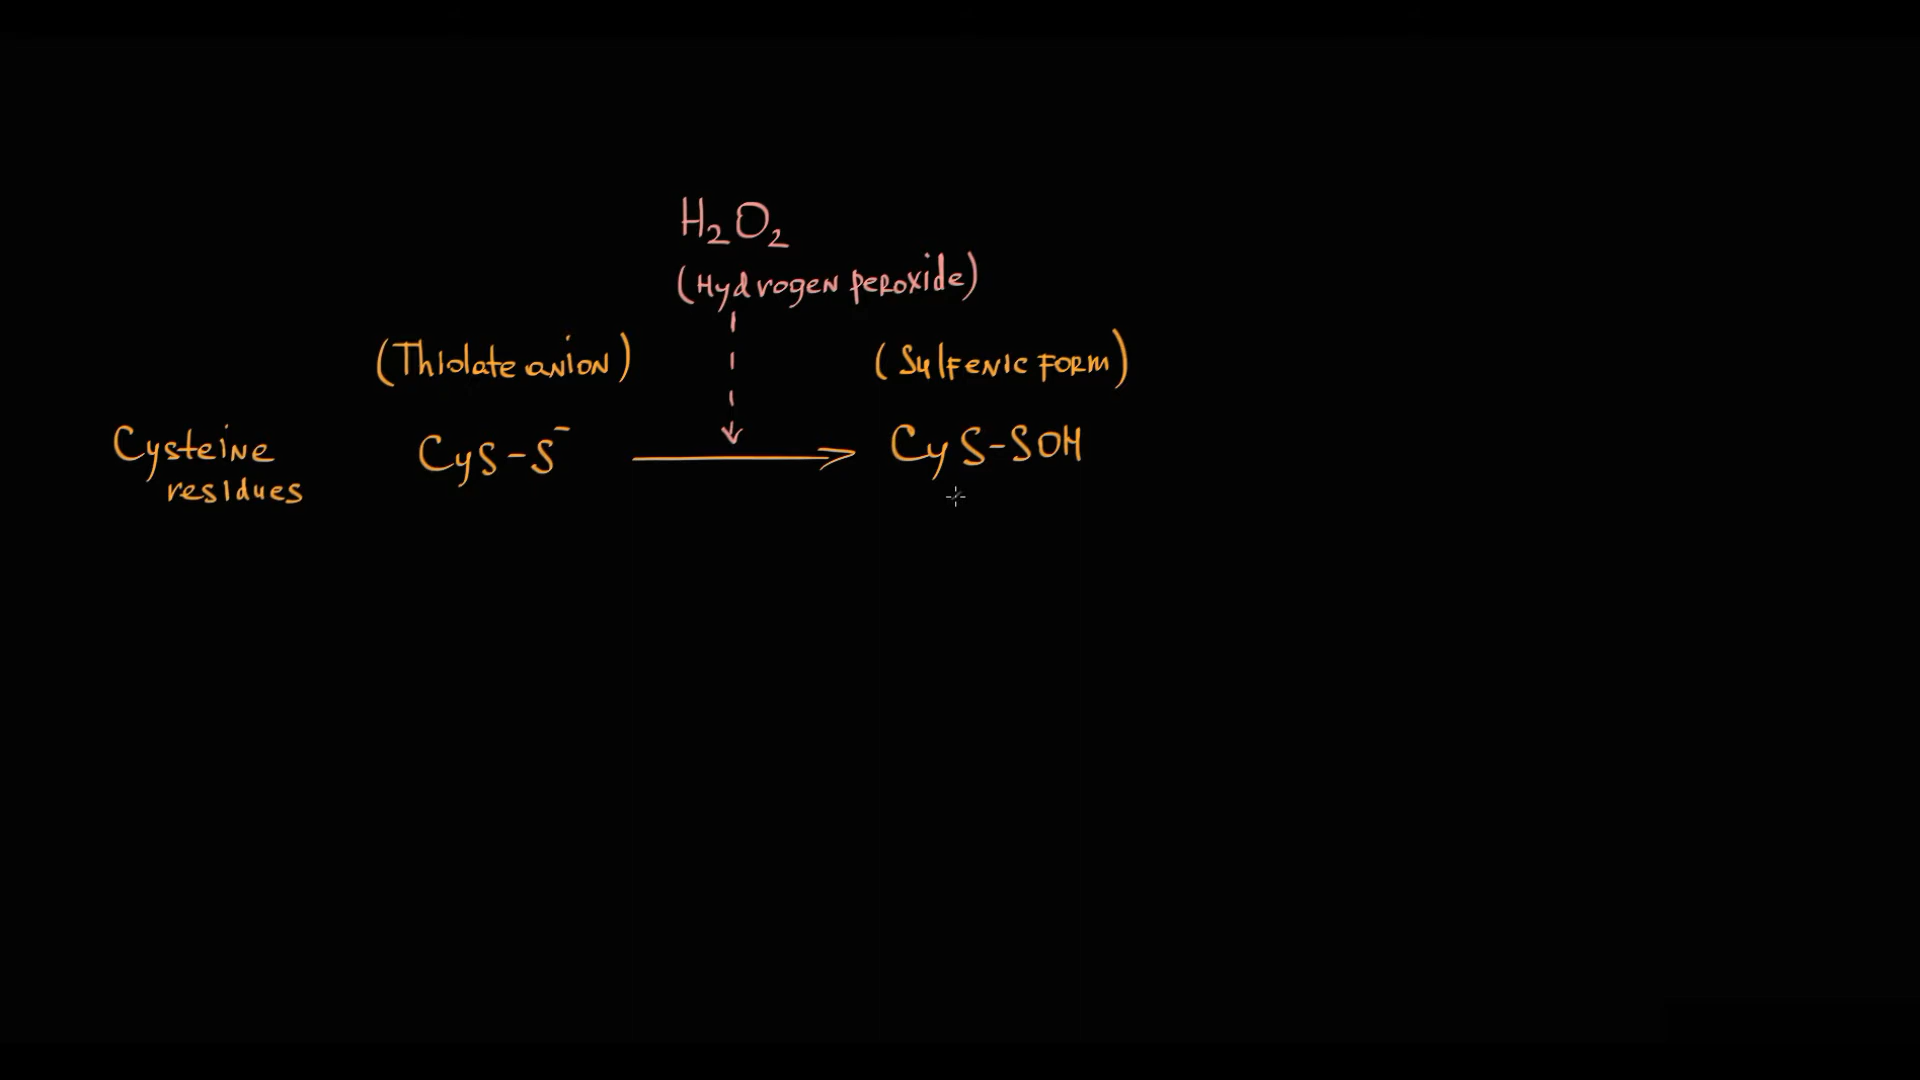 H₂O₂
(Hydrogen peroxide)
(Thiolate anion)
(Sulfenic form)
Cysteine
residues
CyS-S⁻
CyS-SOH